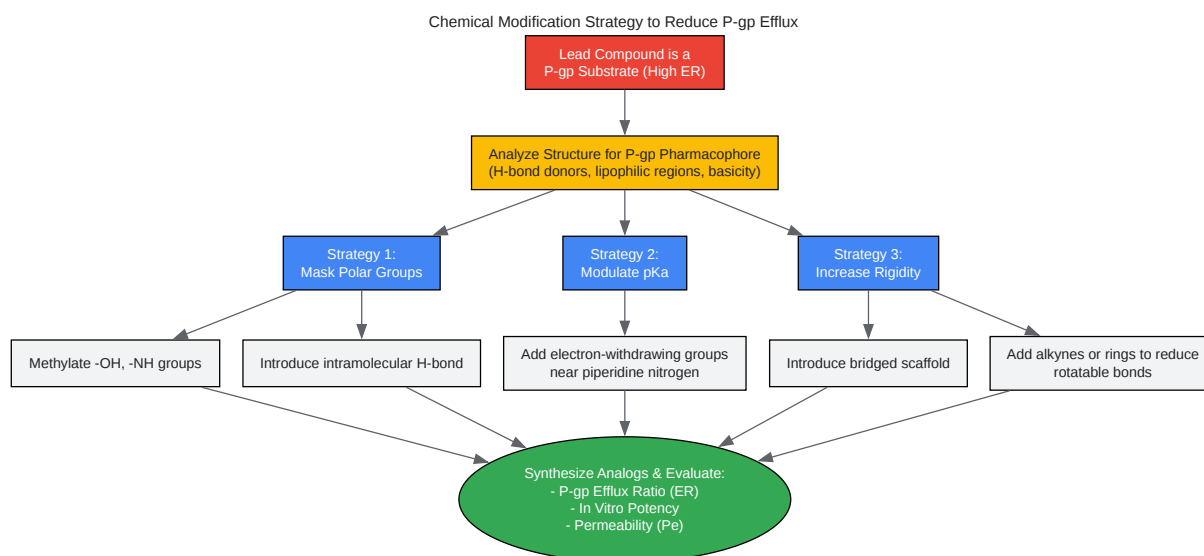 Chemical Modification Strategy to Reduce P-gp Efflux
Lead Compound is a
P-gp Substrate (High ER)
Analyze Structure for P-gp Pharmacophore
(H-bond donors, lipophilic regions, basicity)
Strategy 1:
Mask Polar Groups
Strategy 2:
Modulate pKa
Strategy 3:
Increase Rigidity
Methylate -OH, -NH groups
Introduce intramolecular H-bond
Add electron-withdrawing groups
near piperidine nitrogen
Introduce bridged scaffold
Add alkynes or rings to reduce
rotatable bonds
Synthesize Analogs & Evaluate:
- P-gp Efflux Ratio (ER)
- In Vitro Potency
- Permeability (Pe)